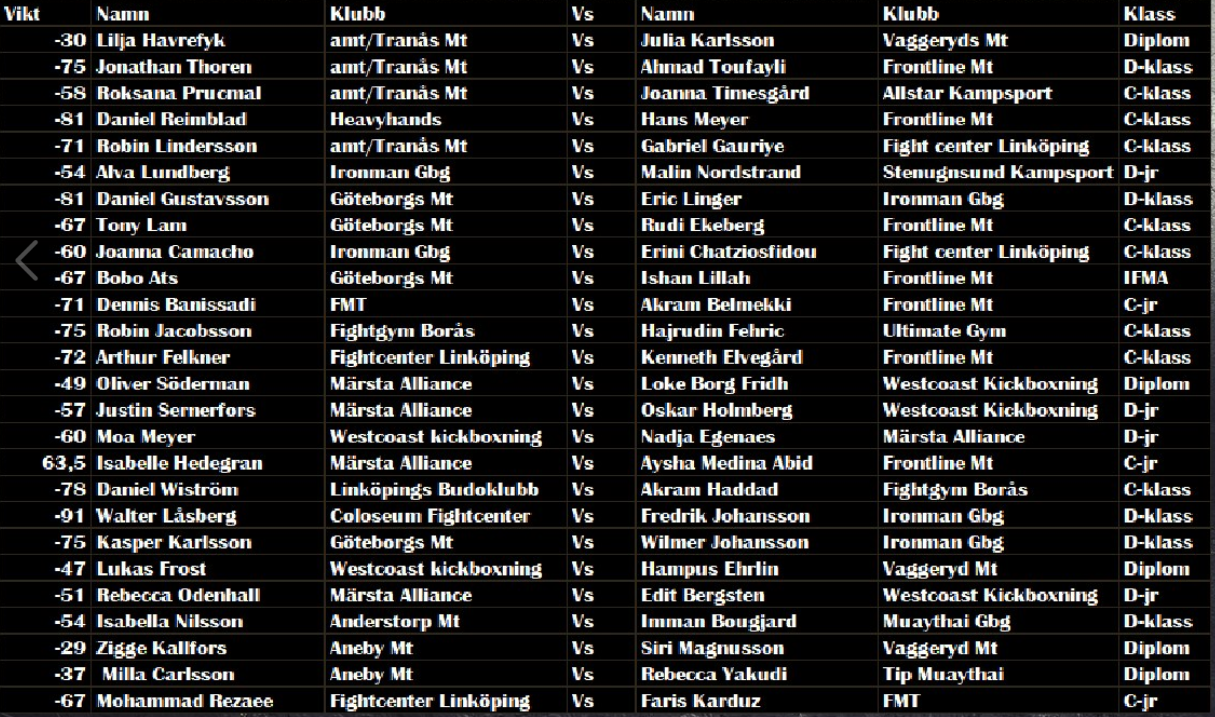 Vikt Namn Klubb Vs Namn Klubb Klass
-30 Lilja Havrefyk amt/Tranås Mt Vs Julia Karlsson Vaggeryds Mt Diplom
-75 Jonathan Thoren amt/Tranås Mt Vs Ahmad Toufayli Frontline Mt D-klass
-58 Roksana Prucmal amt/Tranås Mt Vs Joanna Timesgård Allstar Kampsport C-klass
-81 Daniel Reimblad Heavyhands Vs Hans Meyer Frontline Mt C-klass
-71 Robin Lindersson amt/Tranås Mt Vs Gabriel Gauriye Fight center Linköping C-klass
-54 Alva Lundberg Ironman Gbg Vs Malin Nordstrand Stenugnsund Kampsport D-jr
-81 Daniel Gustavsson Göteborgs Mt Vs Eric Linger Ironman Gbg D-klass
-67 Tony Lam Göteborgs Mt Vs Rudi Ekeberg Frontline Mt C-klass
-60 Joanna Camacho Ironman Gbg Vs Erini Chatziosfidou Fight center Linköping C-klass
-67 Bobo Ats Göteborgs Mt Vs Ishan Lillah Frontline Mt IFMA
-71 Dennis Banissadi FMT Vs Akram Belmekki Frontline Mt C-jr
-75 Robin Jacobsson Fightgym Borås Vs Hajrudin Fehric Ultimate Gym C-klass
-72 Arthur Felkner Fightcenter Linköping Vs Kenneth Elvegård Frontline Mt C-klass
-49 Oliver Söderman Märsta Alliance Vs Loke Borg Fridh Westcoast Kickboxning Diplom
-57 Justin Sernerfors Märsta Alliance Vs Oskar Holmberg Westcoast Kickboxning D-jr
-60 Moa Meyer Westcoast kickboxning Vs Nadja Egenaes Märsta Alliance D-jr
63,5 Isabelle Hedegran Märsta Alliance Vs Aysha Medina Abid Frontline Mt C-jr
-78 Daniel Wiström Linköpings Budoklubb Vs Akram Haddad Fightgym Borås C-klass
-91 Walter Låsberg Coloseum Fightcenter Vs Fredrik Johansson Ironman Gbg D-klass
-75 Kasper Karlsson Göteborgs Mt Vs Wilmer Johansson Ironman Gbg D-klass
-47 Lukas Frost Westcoast kickboxning Vs Hampus Ehrlin Vaggeryd Mt Diplom
-51 Rebecca Odenhall Märsta Alliance Vs Edit Bergsten Westcoast Kickboxning D-jr
-54 Isabella Nilsson Anderstorp Mt Vs Imman Bougjard Muaythai Gbg D-klass
-29 Zigge Kallfors Aneby Mt Vs Siri Magnusson Vaggeryd Mt Diplom
-37 Milla Carlsson Aneby Mt Vs Rebecca Yakudi Tip Muaythai Diplom
-67 Mohammad Rezaee Fightcenter Linköping Vs Faris Karduz FMT C-jr